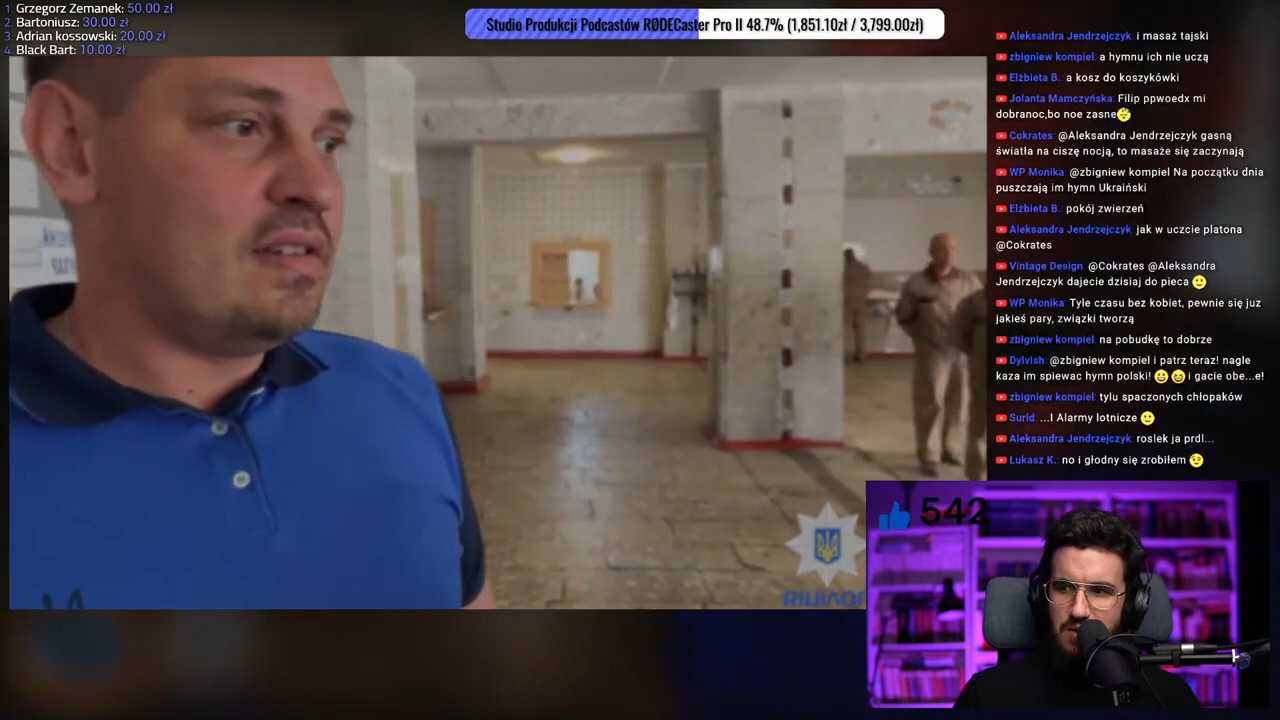 1. Grzegorz Zemanek: 50.00 zł
2. Bartoniusz: 30.00 zł
3. Adrian kossowski: 20.00 zł
4. Black Bart: 10.00 zł
Studio Produkcji Podcastów RØDECaster Pro II 48.7% (1,851.10zł / 3,799.00zł)
Aleksandra Jendrzejczyk: i masaż tajski
zbigniew kompiel: a hymnu ich nie uczą
Elżbieta B.: a kosz do koszykówki
Jolanta Mamczyńska: Filip ppwoedx mi
dobranoc,bo noe zasne😴
Cokrates: @Aleksandra Jendrzejczyk gasną
światła na ciszę nocją, to masaże się zaczynają
WP Monika: @zbigniew kompiel Na początku dnia
puszczają im hymn Ukraiński
Elżbieta B.: pokój zwierzeń
Aleksandra Jendrzejczyk: jak w uczcie platona
@Cokrates
Vintage Design: @Cokrates @Aleksandra
Jendrzejczyk dajecie dzisiaj do pieca 🙂
WP Monika: Tyle czasu bez kobiet, pewnie się juz
jakieś pary, związki tworzą
zbigniew kompiel: na pobudkę to dobrze
Dylvish: @zbigniew kompiel i patrz teraz! nagle
kaza im spiewac hymn polski! 😀 😆 i gacie obe...e!
zbigniew kompiel: tylu spaczonych chłopaków
Surid: ...I Alarmy lotnicze 🙂
Aleksandra Jendrzejczyk: roslek ja prdl...
Łukasz K.: no i głodny się zrobiłem 😉
542